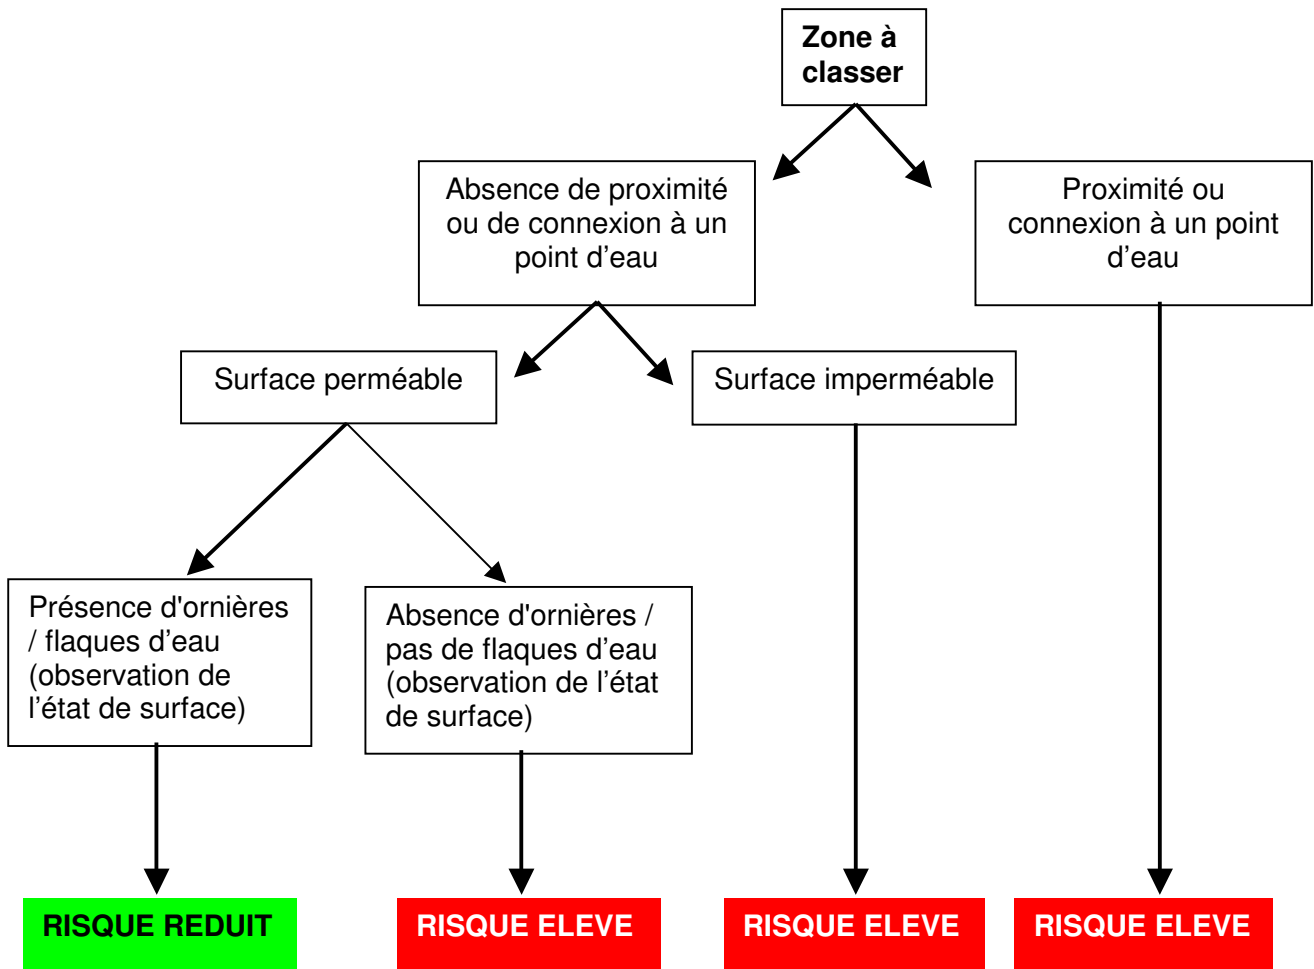 Zone à
classer
Absence de proximité
ou de connexion à un
point d’eau
Proximité ou
connexion à un point
d’eau
Surface perméable
Surface imperméable
Présence d'ornières
/ flaques d’eau
(observation de
l’état de surface)
Absence d'ornières /
pas de flaques d’eau
(observation de l’état
de surface)
RISQUE REDUIT
RISQUE ELEVE
RISQUE ELEVE
RISQUE ELEVE